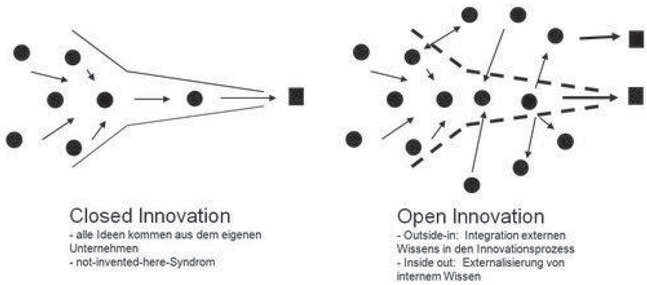 Closed Innovation
- alle Ideen kommen aus dem eigenen
Unternehmen
- not-invented-here-Syndrom
Open Innovation
- Outside-in: Integration externen
Wissens in den Innovationsprozess
- Inside out: Externalisierung von
internem Wissen